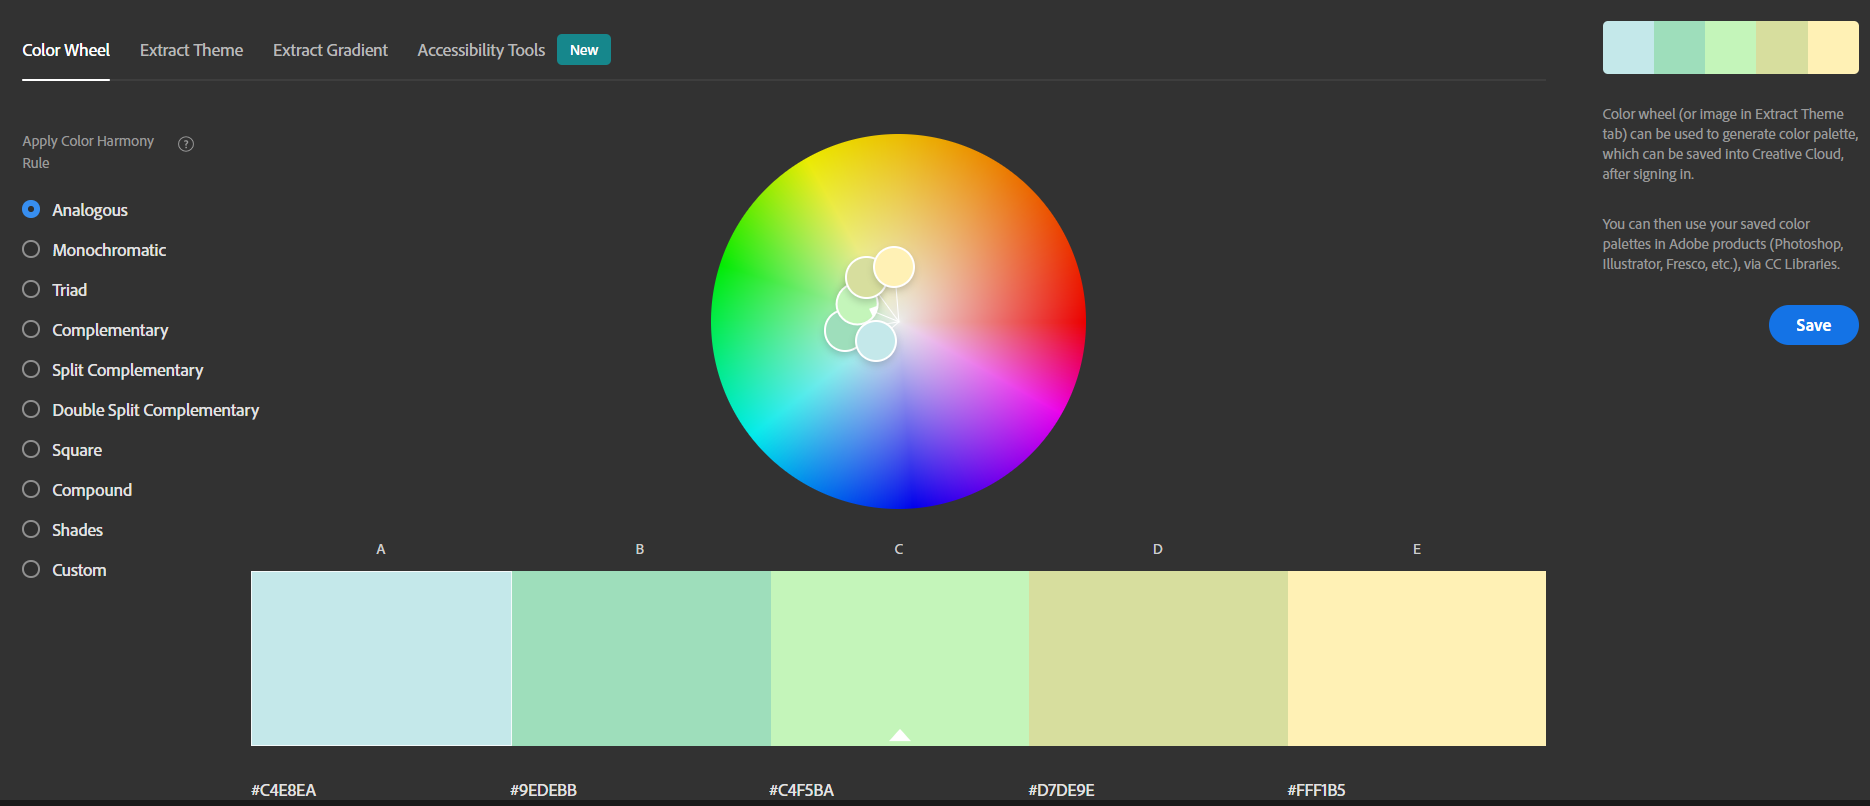 Color Wheel Extract Theme Extract Gradient Accessibility Tools New
Apply Color Harmony
Rule
?
Analogous
Monochromatic
Triad
Complementary
Split Complementary
Double Split Complementary
Square
Compound
Shades
Custom
Color wheel (or image in Extract Theme
tab) can be used to generate color palette,
which can be saved into Creative Cloud,
after signing in.
You can then use your saved color
palettes in Adobe products (Photoshop,
Illustrator, Fresco, etc.), via CC Libraries.
Save
A B C D E
#C4E8EA #9EDEBB #C4F5BA #D7DE9E #FFF1B5